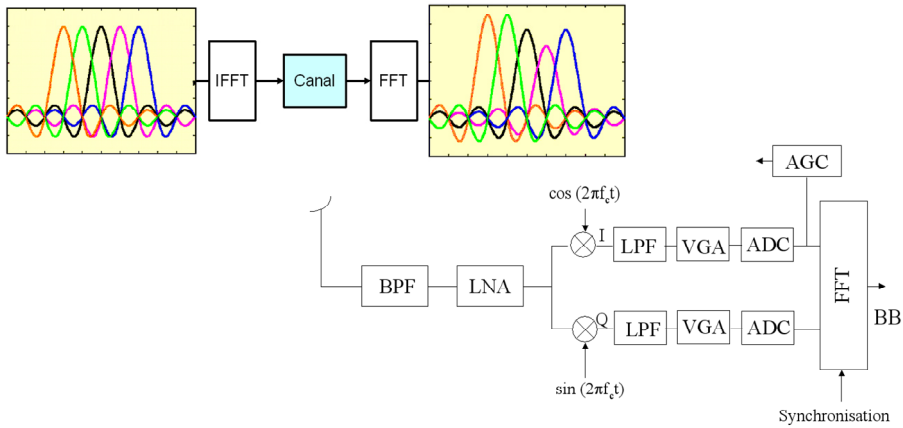 IFFT
Canal
FFT
AGC
cos (2πfct)
I
LPF
VGA
ADC
BPF
LNA
FFT
BB
Q
LPF
VGA
ADC
sin (2πfct)
Synchronisation